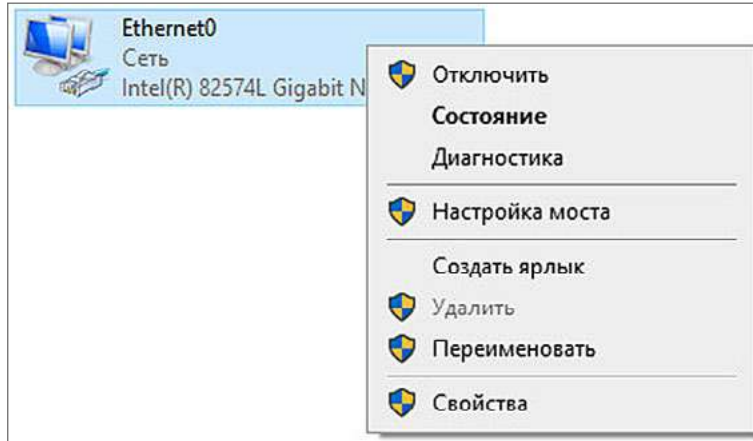 Ethernet0
Сеть
Intel(R) 82574L Gigabit N
Отключить
Состояние
Диагностика
Настройка моста
Создать ярлык
Удалить
Переименовать
Свойства